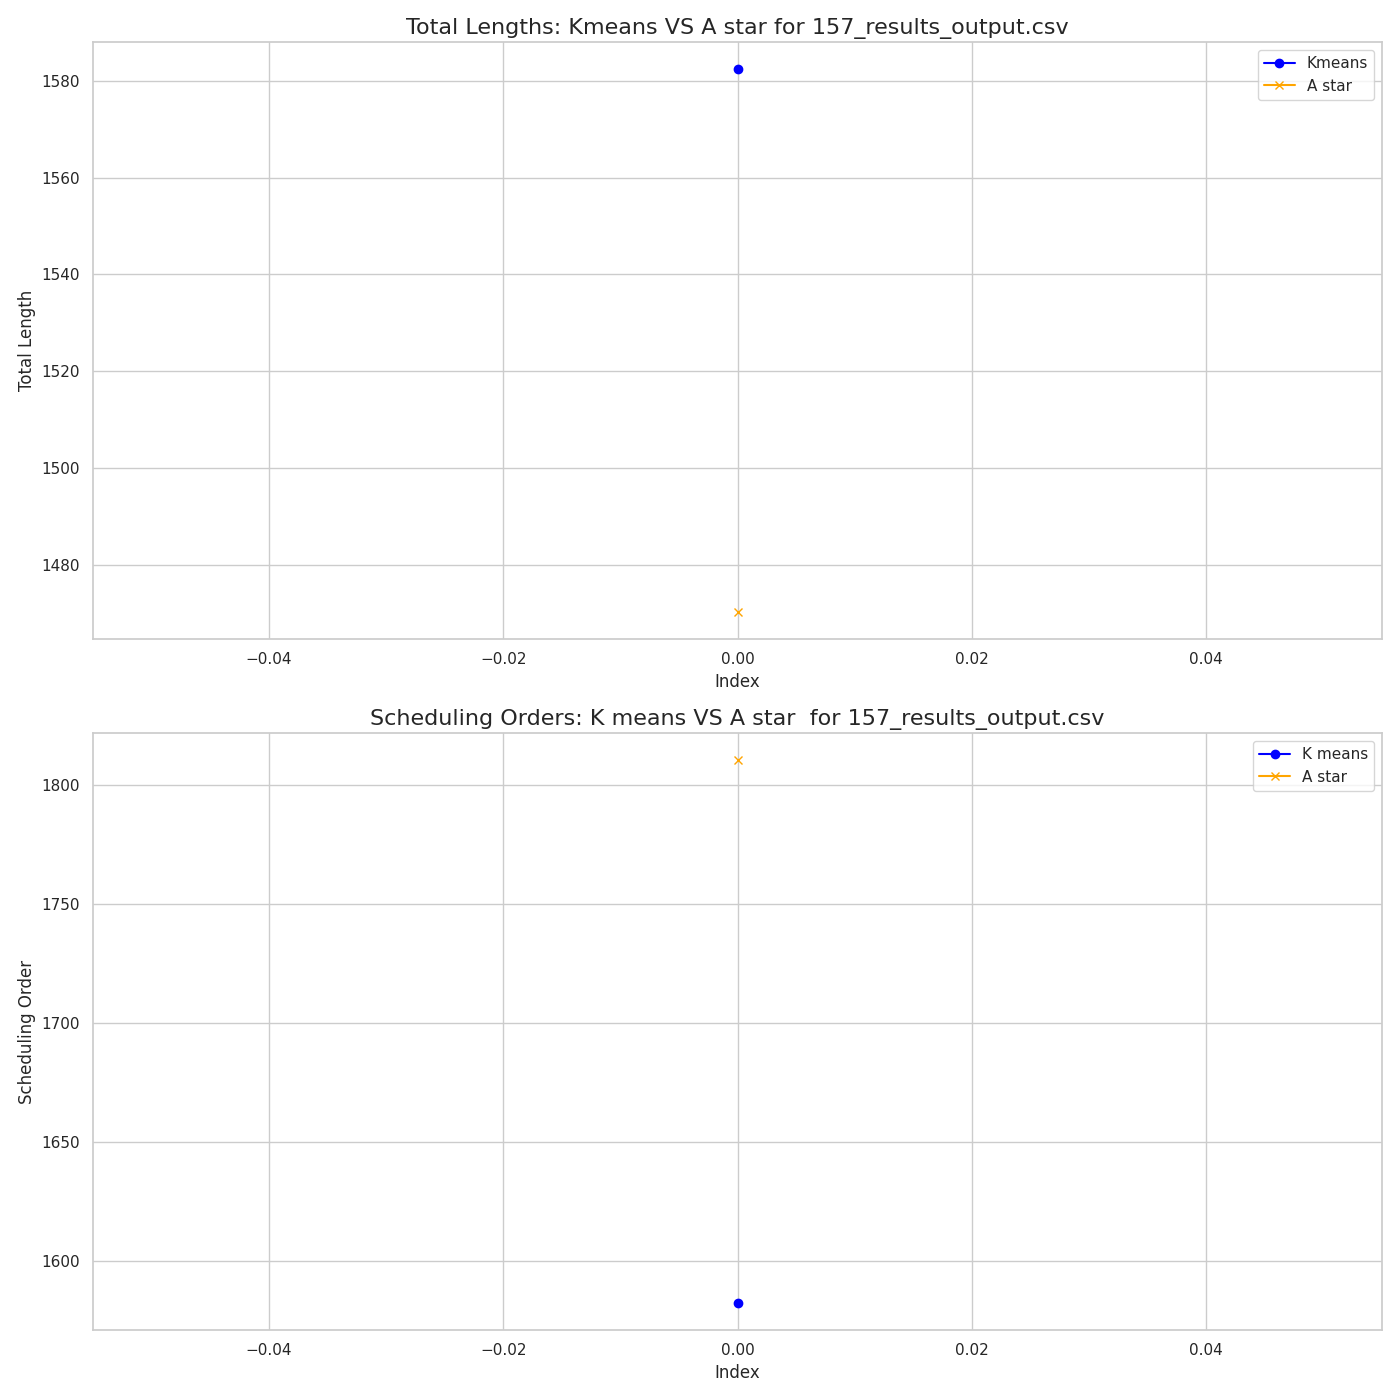 Total Lengths: Kmeans VS A star for 157_results_output.csv
Kmeans
A star
1580
1560
1540
1520
1500
1480
Total Length
−0.04
−0.02
0.00
0.02
0.04
Index
Scheduling Orders: K means VS A star  for 157_results_output.csv
K means
A star
1800
1750
1700
1650
1600
Scheduling Order
−0.04
−0.02
0.00
0.02
0.04
Index